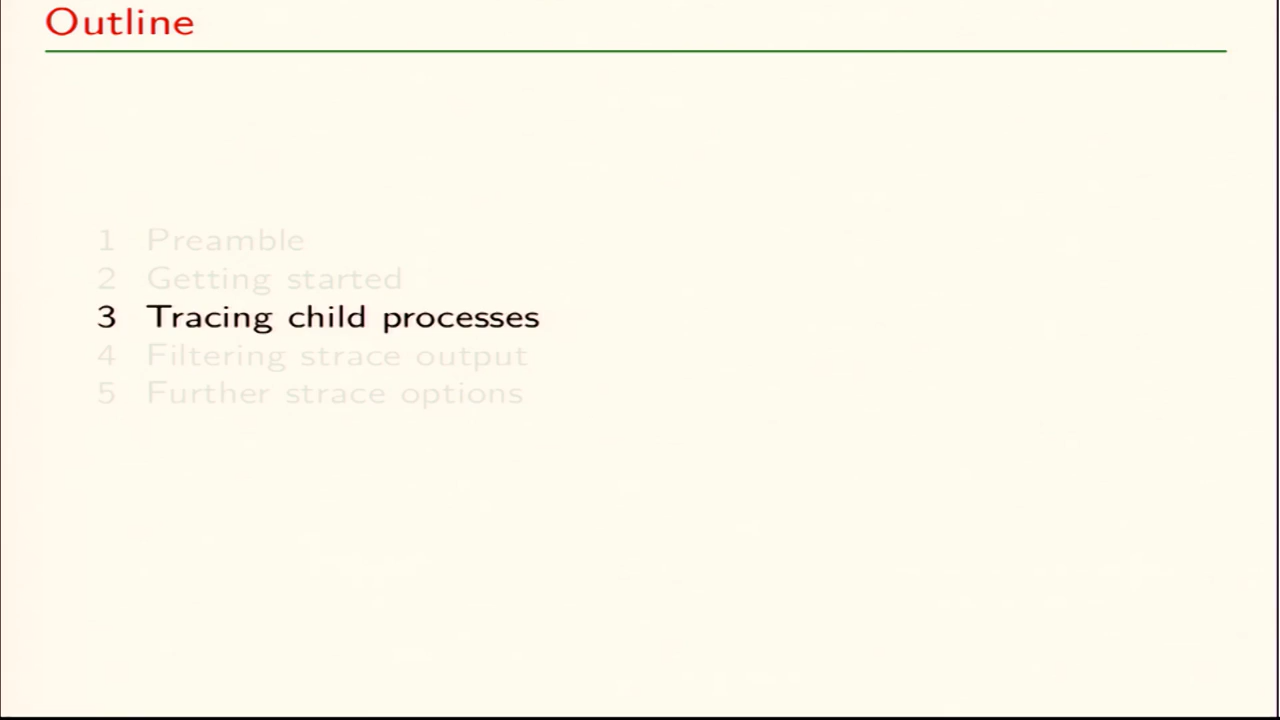 Outline
1 Preamble
2 Getting started
3 Tracing child processes
4 Filtering strace output
5 Further strace options